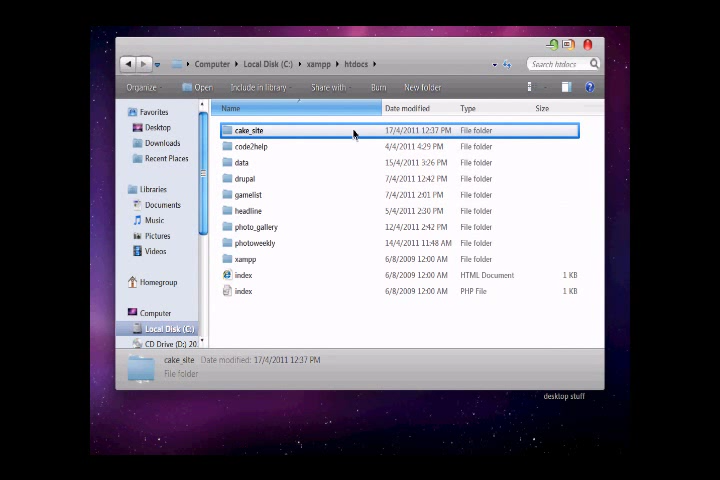 Computer Local Disk (C:) xampp htdocs Search htdocs
Organize Open Include in library Share with Burn New folder
Name Date modified Type Size
Favorites
Desktop
Downloads
Recent Places
Libraries
Documents
Music
Pictures
Videos
Homegroup
Computer
Local Disk (C:)
CD Drive (D:) 20
cake_site 17/4/2011 12:37 PM File folder
code2help 4/4/2011 4:29 PM File folder
data 15/4/2011 3:26 PM File folder
drupal 7/4/2011 12:42 PM File folder
gamelist 7/4/2011 2:01 PM File folder
headline 5/4/2011 2:30 PM File folder
photo_gallery 12/4/2011 2:42 PM File folder
photoweekly 14/4/2011 11:48 AM File folder
xampp 6/8/2009 12:00 AM File folder
index 6/8/2009 12:00 AM HTML Document 1 KB
index 6/8/2009 12:00 AM PHP File 1 KB
cake_site Date modified: 17/4/2011 12:37 PM
File folder
desktop stuff